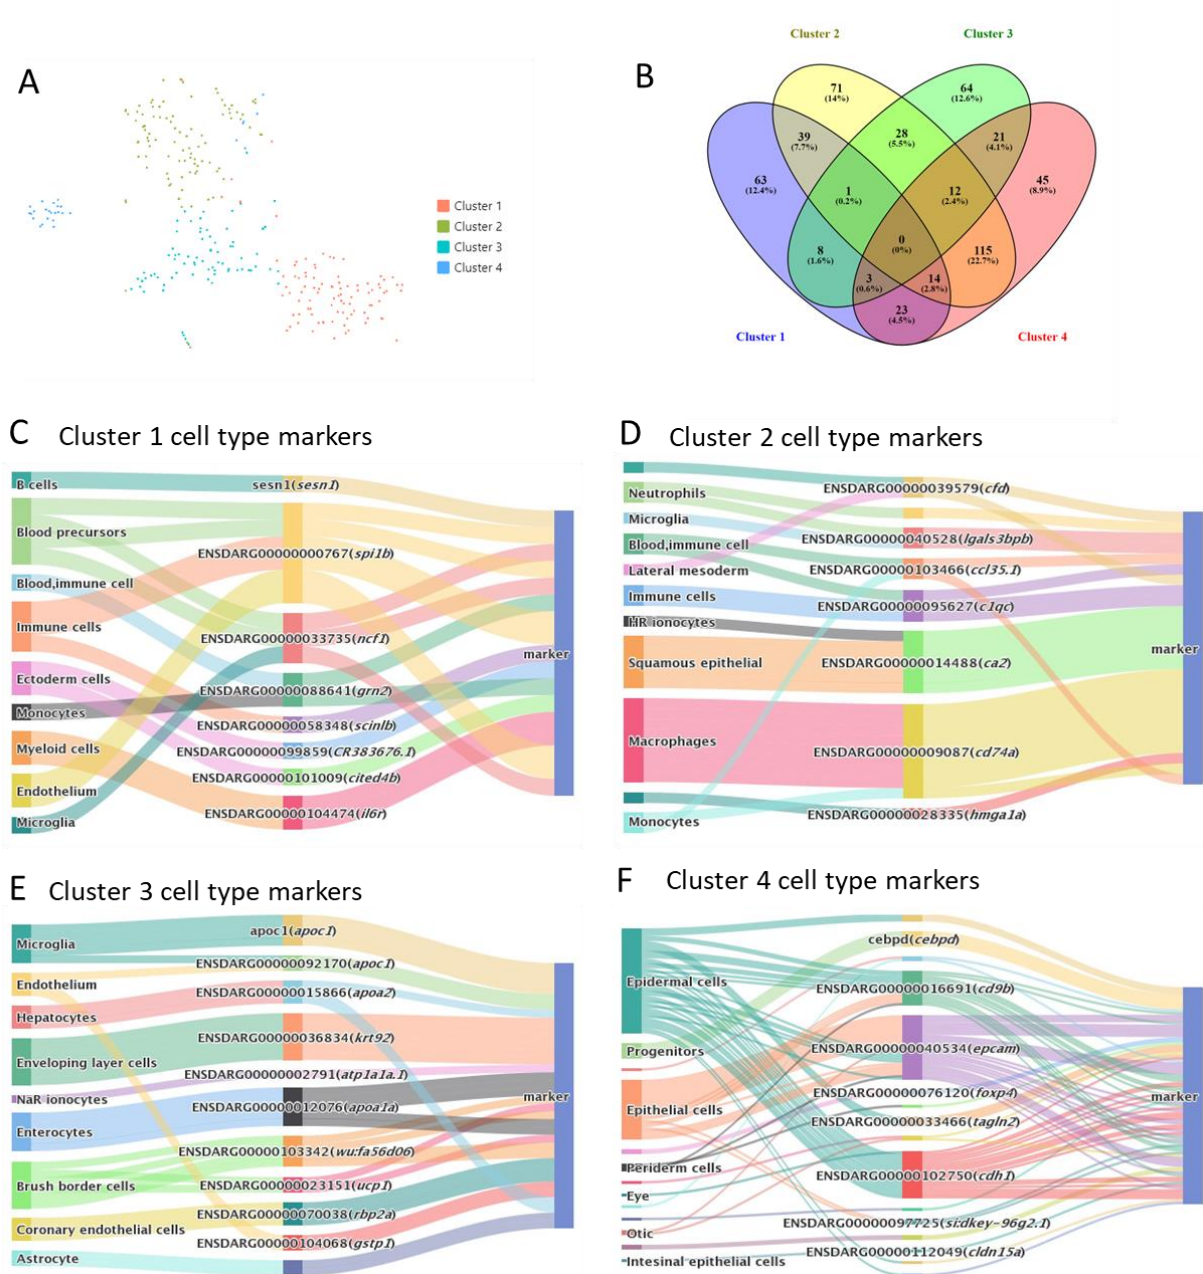 A
Cluster 1
Cluster 2
Cluster 3
Cluster 4
B
Cluster 2
Cluster 3
71
(14%)
64
(12.6%)
39
(7.7%)
28
(5.5%)
21
(4.1%)
63
(12.4%)
1
(0.2%)
12
(2.4%)
45
(8.9%)
0
(0%)
8
(1.6%)
115
(22.7%)
3
(0.6%)
14
(2.8%)
23
(4.5%)
Cluster 1
Cluster 4
C Cluster 1 cell type markers
B cells
Blood precursors
Blood,immune cell
Immune cells
Ectoderm cells
Monocytes
Myeloid cells
Endothelium
Microglia
sesn1(sesn1)
ENSDARG00000000767(spi1b)
ENSDARG00000033735(ncf1)
ENSDARG00000088641(grn2)
ENSDARG00000058348(scinlb)
ENSDARG00000099859(CR383676.1)
ENSDARG00000101009(cited4b)
ENSDARG00000104474(il6r)
marker
D Cluster 2 cell type markers
Neutrophils
Microglia
Blood,immune cell
Lateral mesoderm
Immune cells
HR ionocytes
Squamous epithelial
Macrophages
Monocytes
ENSDARG00000039579(cfd)
ENSDARG00000040528(lgals3bpb)
ENSDARG00000103466(ccl35.1)
ENSDARG00000095627(c1qc)
ENSDARG00000014488(ca2)
ENSDARG00000009087(cd74a)
ENSDARG00000028335(hmga1a)
marker
E Cluster 3 cell type markers
Microglia
Endothelium
Hepatocytes
Enveloping layer cells
NaR ionocytes
Enterocytes
Brush border cells
Coronary endothelial cells
Astrocyte
apoc1(apoc1)
ENSDARG00000092170(apoc1)
ENSDARG00000015866(apoa2)
ENSDARG00000036834(krt92)
ENSDARG00000002791(atp1a1a.1)
ENSDARG00000012076(apoa1a)
ENSDARG00000103342(wu:fa56d06)
ENSDARG00000023151(ucp1)
ENSDARG00000070038(rbp2a)
ENSDARG00000104068(gstp1)
marker
F Cluster 4 cell type markers
Epidermal cells
Progenitors
Epithelial cells
Periderm cells
Eye
Otic
Intesinal epithelial cells
cebpd(cebpd)
ENSDARG00000016691(cd9b)
ENSDARG00000040534(epcam)
ENSDARG00000076120(foxp4)
ENSDARG00000033466(tagln2)
ENSDARG00000102750(cdh1)
ENSDARG00000097725(si:dkey-96g2.1)
ENSDARG00000112049(cldn15a)
marker